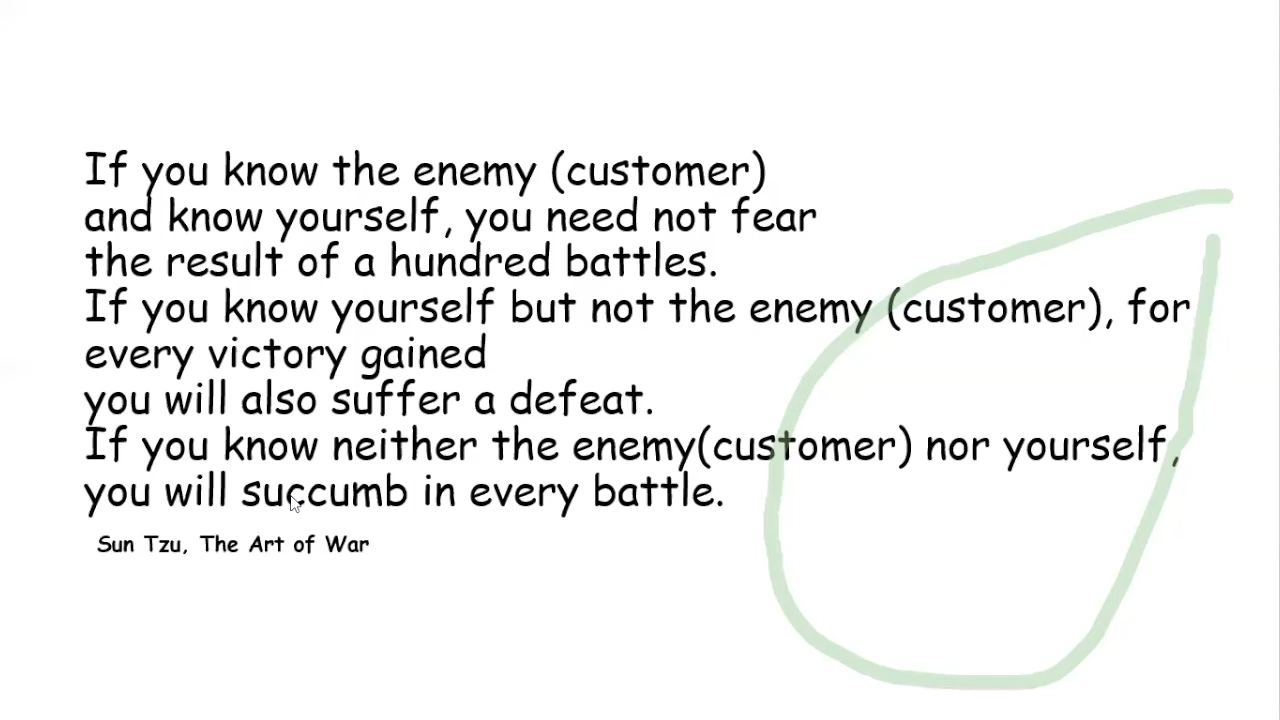 If you know the enemy (customer)
and know yourself, you need not fear
the result of a hundred battles.
If you know yourself but not the enemy (customer), for
every victory gained
you will also suffer a defeat.
If you know neither the enemy(customer) nor yourself,
you will succumb in every battle.
Sun Tzu, The Art of War